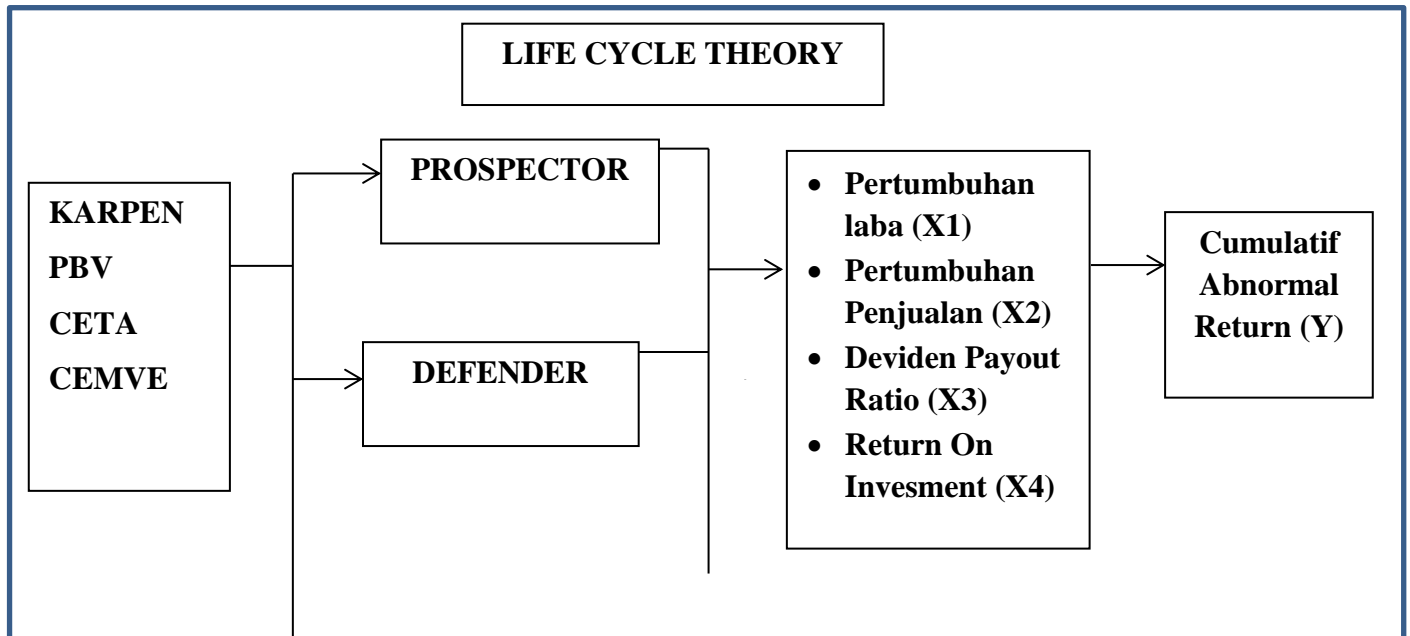 LIFE CYCLE THEORY
KARPEN
PBV
CETA
CEMVE
PROSPECTOR
DEFENDER
• Pertumbuhan
laba (X1)
• Pertumbuhan
Penjualan (X2)
• Deviden Payout
Ratio (X3)
• Return On
Invesment (X4)
Cumulatif
Abnormal
Return (Y)